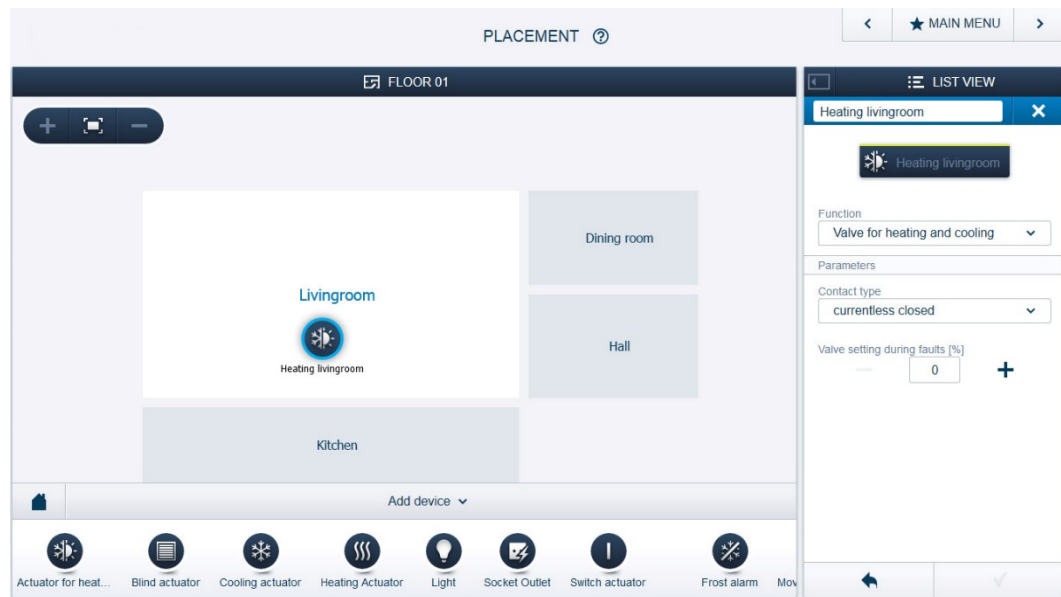 PLACEMENT ?
MAIN MENU
FLOOR 01
LIST VIEW
Heating livingroom
Heating livingroom
Function
Valve for heating and cooling
Parameters
Contact type
currentless closed
Valve setting during faults [%]
0
Dining room
Livingroom
Heating livingroom
Hall
Kitchen
Add device
Actuator for heat...
Blind actuator
Cooling actuator
Heating Actuator
Light
Socket Outlet
Switch actuator
Frost alarm
Mov